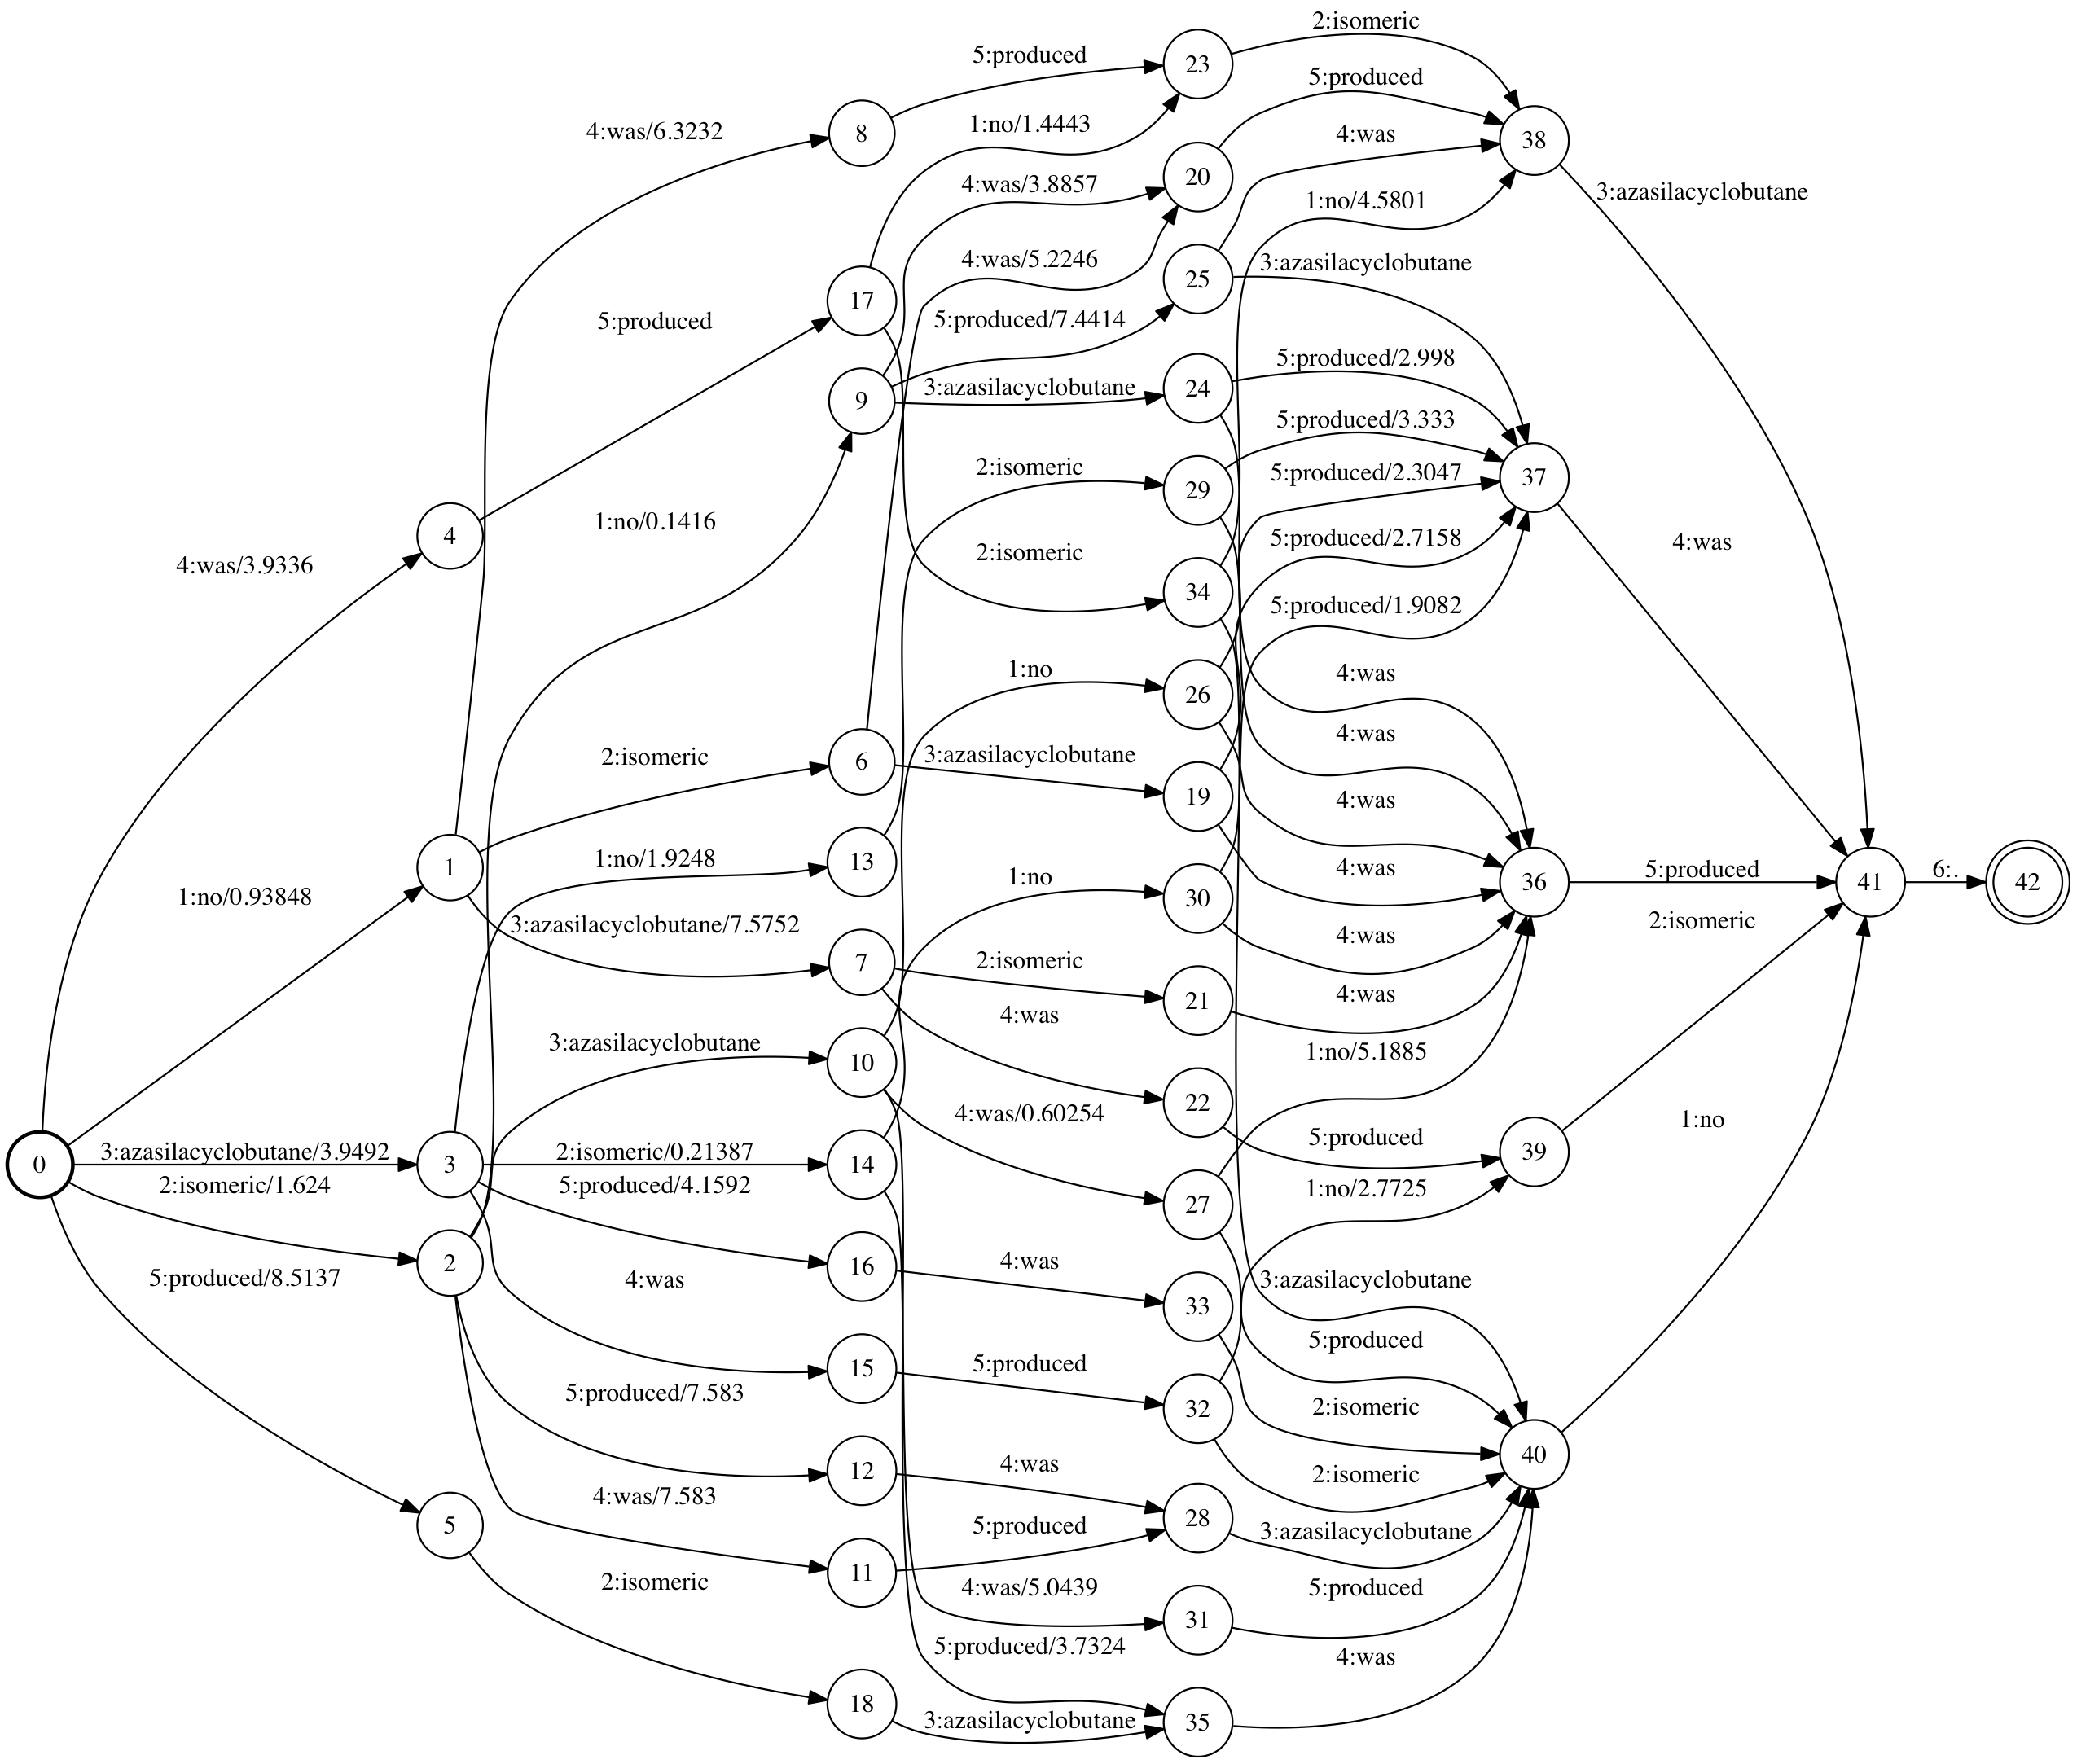 2:isomeric
5:produced
23
5:produced
4:was/6.3232
8
1:no/1.4443
4:was
38
20
4:was/3.8857
3:azasilacyclobutane
1:no/4.5801
4:was/5.2246
25
3:azasilacyclobutane
17
5:produced
5:produced/7.4414
5:produced/2.998
9
3:azasilacyclobutane
24
5:produced/3.333
2:isomeric
29
5:produced/2.3047
37
4
1:no/0.1416
4:was/3.9336
5:produced/2.7158
4:was
2:isomeric
34
5:produced/1.9082
1:no
26
4:was
4:was
6
2:isomeric
3:azasilacyclobutane
19
4:was
1
1:no/1.9248
13
4:was
1:no/0.93848
1:no
30
36
5:produced
41
6:.
42
3:azasilacyclobutane/7.5752
4:was
2:isomeric
7
2:isomeric
21
4:was
4:was
3:azasilacyclobutane
10
1:no/5.1885
4:was/0.60254
22
5:produced
1:no
0
3:azasilacyclobutane/3.9492
3
2:isomeric/0.21387
14
39
2:isomeric/1.624
5:produced/4.1592
27
1:no/2.7725
2
16
4:was
33
3:azasilacyclobutane
5:produced/8.5137
4:was
5:produced
15
5:produced
32
2:isomeric
5:produced/7.583
12
4:was
2:isomeric
40
4:was/7.583
5
5:produced
28
3:azasilacyclobutane
11
2:isomeric
4:was/5.0439
5:produced
31
5:produced/3.7324
4:was
18
3:azasilacyclobutane
35